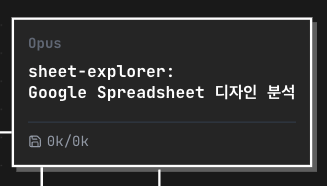 Opus
sheet-explorer:
Google Spreadsheet 디자인 분석
0k/0k